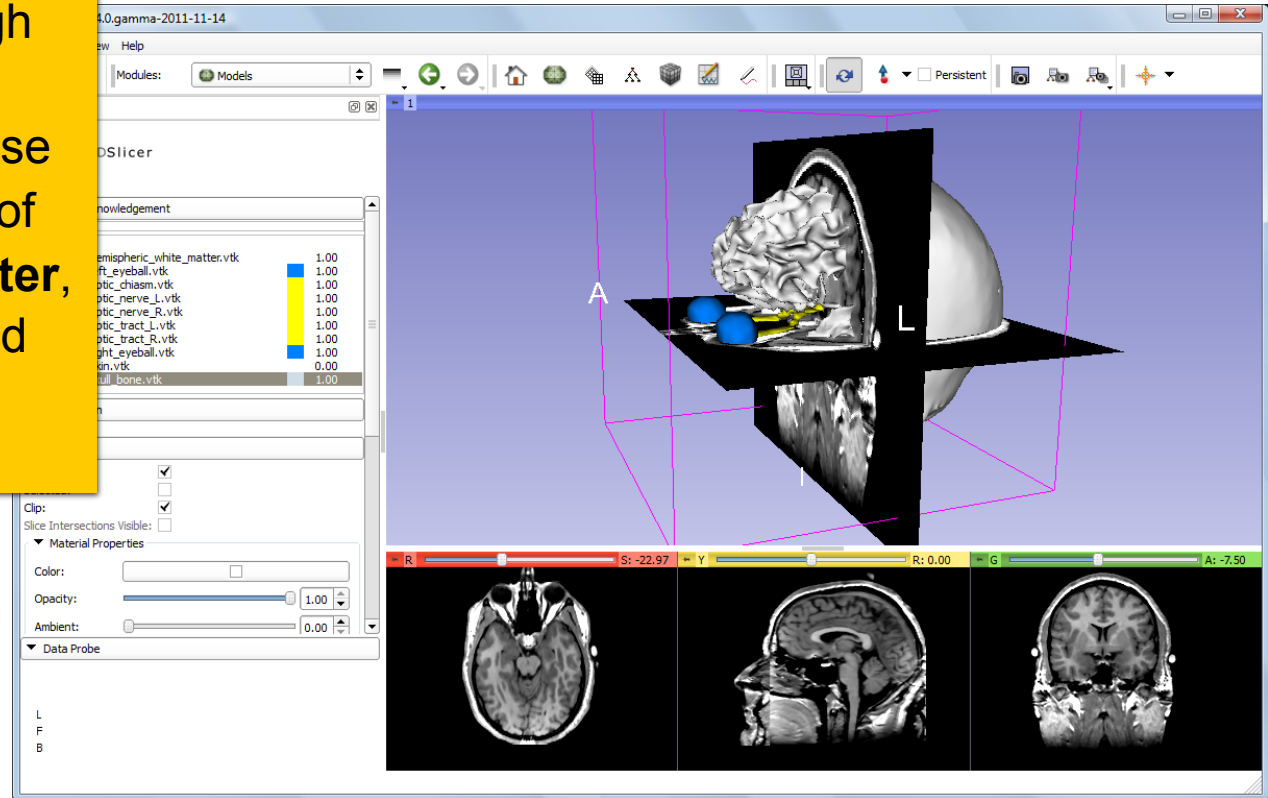 gh
se
of
ter,
d
4.0.gamma-2011-11-14
ew Help
Modules: Models Persistent
DSlicer
nowledgement
emispheric_white_matter.vtk 1.00
ft_eyeball.vtk 1.00
ptic_chiasm.vtk 1.00
ptic_nerve_L.vtk 1.00
ptic_nerve_R.vtk 1.00
ptic_tract_L.vtk 1.00
ptic_tract_R.vtk 1.00
ght_eyeball.vtk 1.00
kin.vtk 0.00
kull_bone.vtk 1.00
n
Clip:
Slice Intersections Visible:
Material Properties
Color:
Opacity: 1.00
Ambient: 0.00
Data Probe
L
F
B
1
A
L
I
R S: -22.97
Y R: 0.00
G A: -7.50